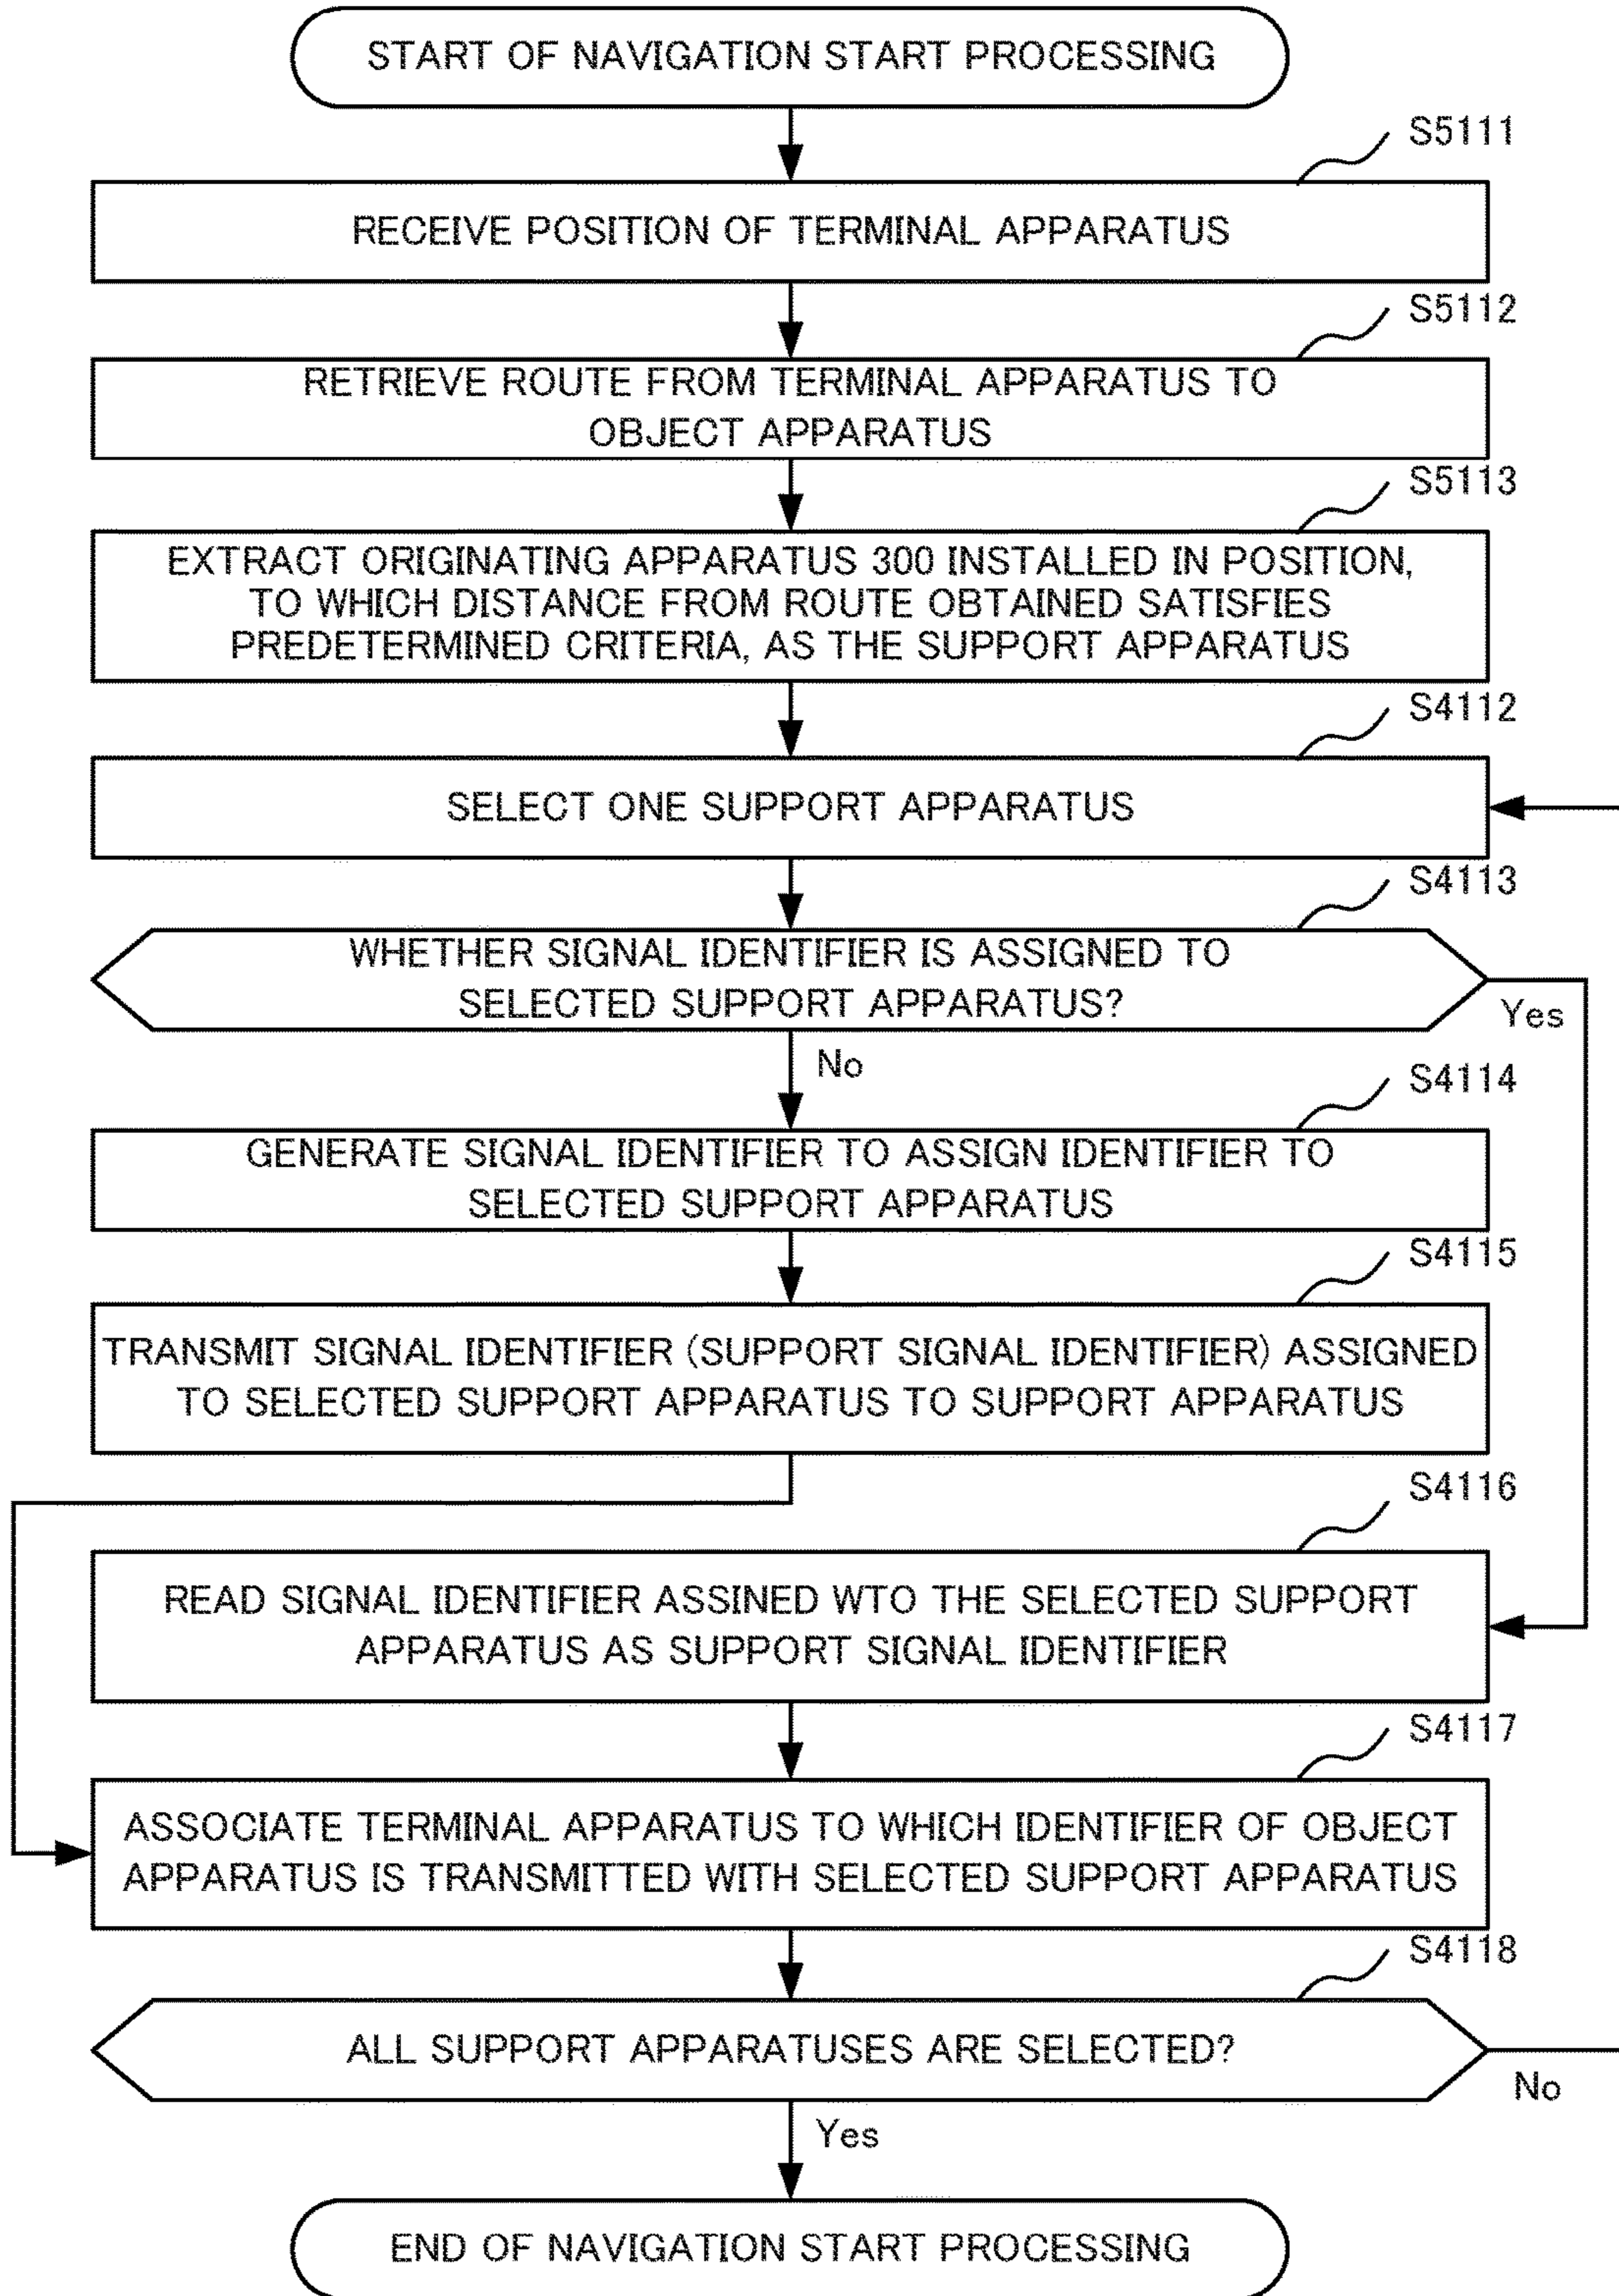 START OF NAVIGATION START PROCESSING
S5111
RECEIVE POSITION OF TERMINAL APPARATUS
S5112
RETRIEVE ROUTE FROM TERMINAL APPARATUS TO
OBJECT APPARATUS
S5113
EXTRACT ORIGINATING APPARATUS 300 INSTALLED IN POSITION,
TO WHICH DISTANCE FROM ROUTE OBTAINED SATISFIES
PREDETERMINED CRITERIA, AS THE SUPPORT APPARATUS
S4112
SELECT ONE SUPPORT APPARATUS
S4113
WHETHER SIGNAL IDENTIFIER IS ASSIGNED TO
SELECTED SUPPORT APPARATUS?
Yes
No
S4114
GENERATE SIGNAL IDENTIFIER TO ASSIGN IDENTIFIER TO
SELECTED SUPPORT APPARATUS
S4115
TRANSMIT SIGNAL IDENTIFIER (SUPPORT SIGNAL IDENTIFIER) ASSIGNED
TO SELECTED SUPPORT APPARATUS TO SUPPORT APPARATUS
S4116
READ SIGNAL IDENTIFIER ASSINED WTO THE SELECTED SUPPORT
APPARATUS AS SUPPORT SIGNAL IDENTIFIER
S4117
ASSOCIATE TERMINAL APPARATUS TO WHICH IDENTIFIER OF OBJECT
APPARATUS IS TRANSMITTED WITH SELECTED SUPPORT APPARATUS
S4118
ALL SUPPORT APPARATUSES ARE SELECTED?
No
Yes
END OF NAVIGATION START PROCESSING